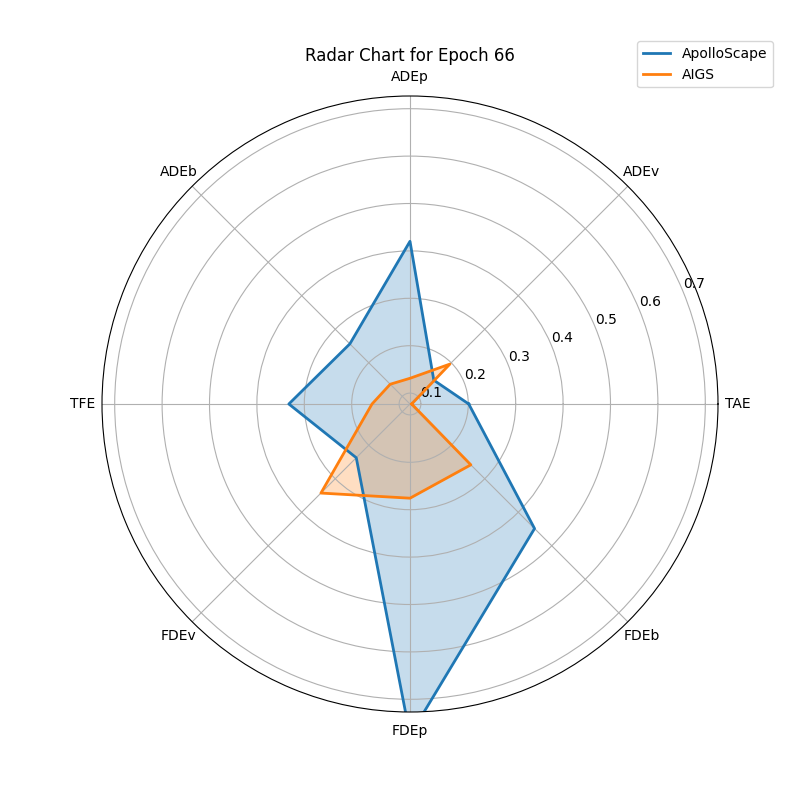 Radar Chart for Epoch 66
ApolloScape
AIGS
ADEp
ADEb
ADEv
0.7
0.6
0.5
0.4
0.3
0.2
0.1
TFE
TAE
FDEv
FDEb
FDEp